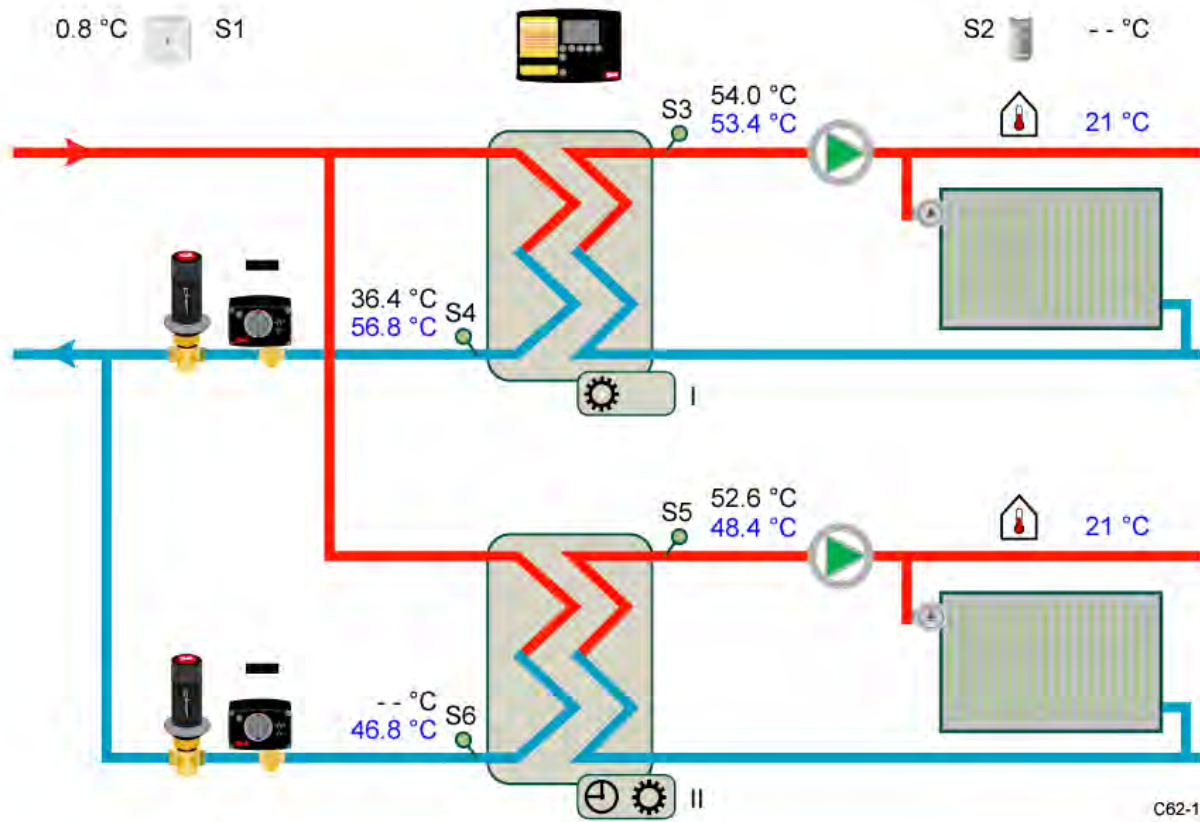 0.8 °C S1 S2 - - °C
S3 54.0 °C
53.4 °C
21 °C
36.4 °C
56.8 °C
S4
I
S5 52.6 °C
48.4 °C
21 °C
- - °C
46.8 °C
S6
II
C62-1